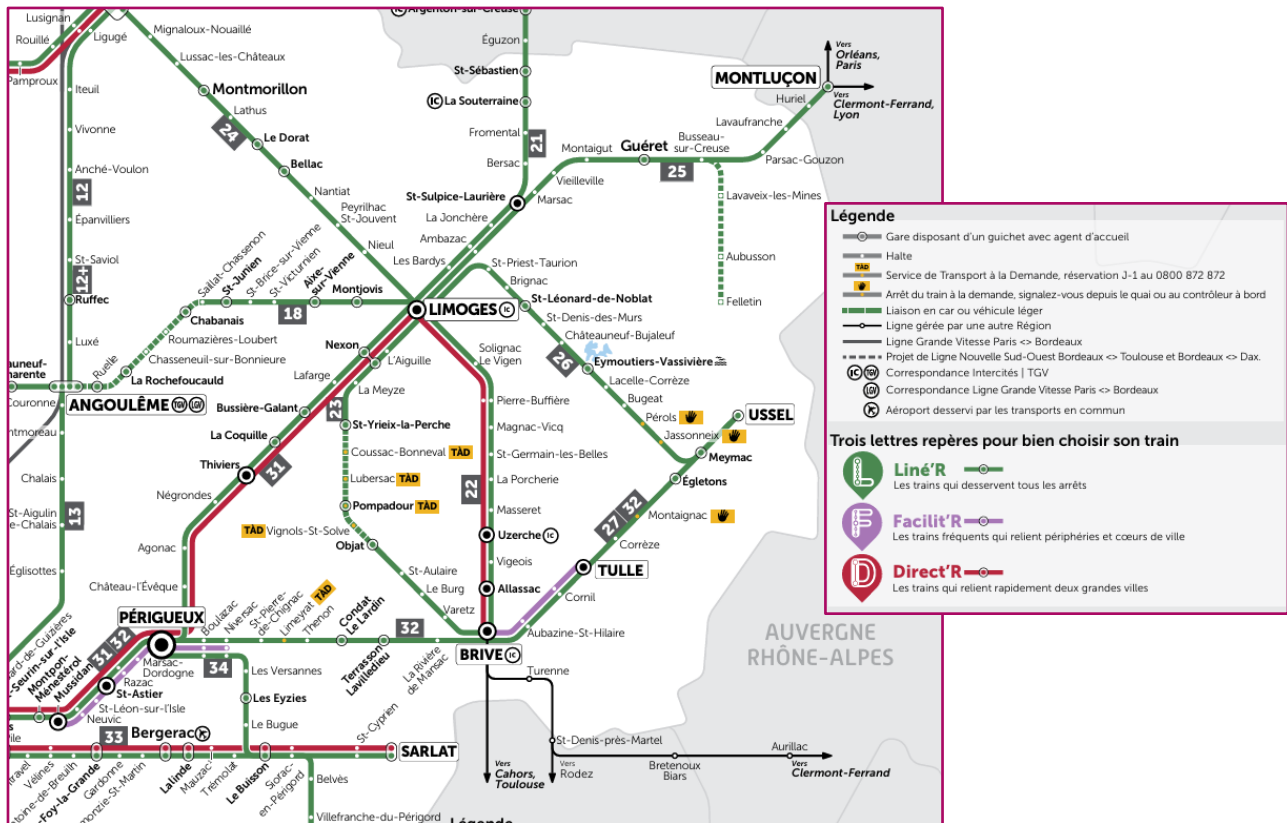 Lusignan
Rouillé
Pamproux
Ligugé
Iteuil
Vivonne
Anché-Voulon
12
Épanvilliers
St-Saviol
12+
Ruffec
Luxé
Mignaloux-Nouaillé
Lussac-les-Châteaux
Montmorillon
Lathus
24
Le Dorat
Bellac
Nantiat
Peyrilhac
St-Jouvent
Nieul
IC Argenton-sur-Creuse
Éguzon
St-Sébastien
IC La Souterraine
Fromental
21
Bersac
St-Sulpice-Laurière
La Jonchère
Ambazac
Les Bardys
Marsac
Vieilleville
Montaigut
Guéret
25
Busseau-
sur-Creuse
Lavaveix-les-Mines
Aubusson
Felletin
Parsac-Gouzon
Lavaufranche
Huriel
MONTLUÇON
Vers
Orléans,
Paris
Vers
Clermont-Ferrand,
Lyon
Ruelle
La Rochefoucauld
Chasseneuil-sur-Bonnieure
Roumazières-Loubert
Chabanais
Saillat-Chassenon
St-Junien
St-Brice-sur-Vienne
St-Victurnien
Aixe-
sur-Vienne
Montjovis
18
LIMOGES IC
ANGOULÊME TGV LGV
Couronne
Chalais
St-Aigulin
13
Églisottes
St-Priest-Taurion
Brignac
St-Léonard-de-Noblat
St-Denis-des-Murs
Châteauneuf-Bujaleuf
26
Eymoutiers-Vassivière
Lacelle-Corrèze
Bugeat
Pérols
Jassonneix
Meymac
USSEL
Égletons
Montaignac
27 32
Corrèze
TULLE
Cornil
Aubazine-St-Hilaire
Solignac
Le Vigen
Pierre-Buffière
Magnac-Vicq
St-Germain-les-Belles
22
La Porcherie
Masseret
Uzerche IC
Vigeois
Allassac
BRIVE IC
Nexon
L'Aiguille
Lafarge
La Meyze
23
Bussière-Galant
St-Yrieix-la-Perche
La Coquille
Coussac-Bonneval TÀD
Thiviers
31
Lubersac TÀD
Pompadour TÀD
Négrondes
TÀD Vignols-St-Solve
Objat
Agonac
St-Aulaire
Le Burg
Varetz
Château-l'Évêque
PÉRIGUEUX
Boulazac
Niversac
St-Pierre-
de-Chignac
Limeyrat TÀD
Thenon
Condat
Le Lardin
Terrasson
Lavilledieu
32
La Rivière
de Mansac
34
31 32
Marsac-
Dordogne
Razac
St-Astier
St-Léon-sur-l'Isle
Neuvic
Mussidan
Montpon-
Ménestérol
Les Versannes
Les Eyzies
Le Bugue
33
Bergerac
Vélines
Gardonne
Lalinde
Mauzac
Trémolat
Le Buisson
Siorac-
en-Périgord
St-Cyprien
SARLAT
Belvès
Villefranche-du-Périgord
Légende
Turenne
St-Denis-près-Martel
Bretenoux
Biars
Aurillac
Vers
Clermont-Ferrand
Vers
Cahors,
Toulouse
Vers
Rodez
AUVERGNE
RHÔNE-ALPES
Légende
Gare disposant d'un guichet avec agent d'accueil
Halte
TÀD Service de Transport à la Demande, réservation J-1 au 0800 872 872
Arrêt du train à la demande, signalez-vous depuis le quai ou au contrôleur à bord
Liaison en car ou véhicule léger
Ligne gérée par une autre Région
Ligne Grande Vitesse Paris <> Bordeaux
Projet de Ligne Nouvelle Sud-Ouest Bordeaux <> Toulouse et Bordeaux <> Dax.
IC TGV Correspondance Intercités | TGV
LGV Correspondance Ligne Grande Vitesse Paris <> Bordeaux
Aéroport desservi par les transports en commun
Trois lettres repères pour bien choisir son train
L Liné'R
Les trains qui desservent tous les arrêts
F Facilit'R
Les trains fréquents qui relient périphéries et cœurs de ville
D Direct'R
Les trains qui relient rapidement deux grandes villes